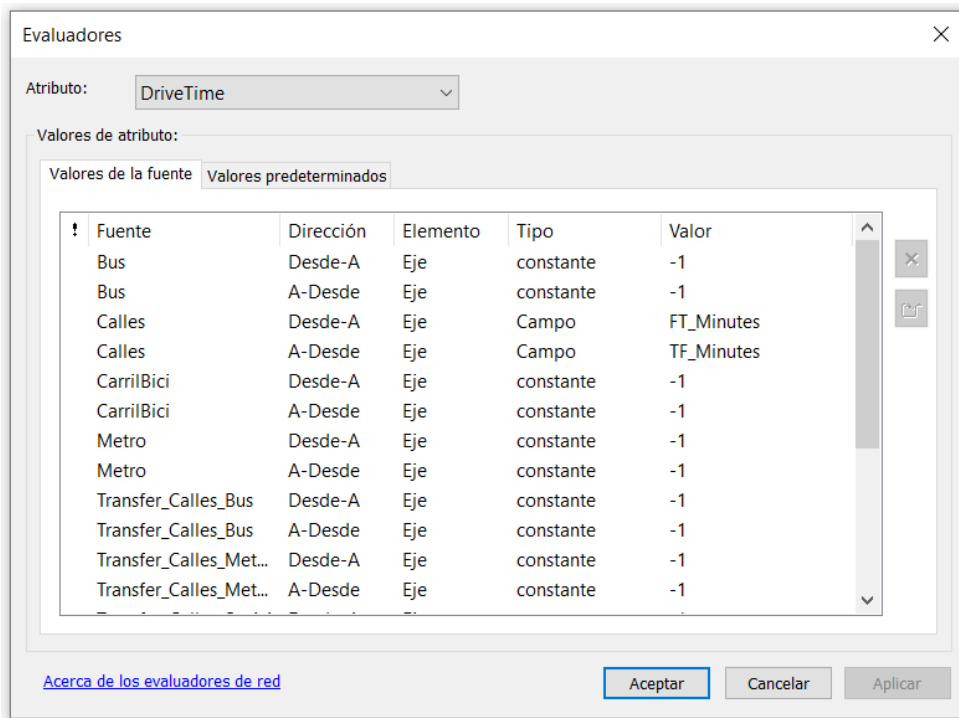 Evaluadores
Atributo: DriveTime
Valores de atributo:
Valores de la fuente Valores predeterminados
! Fuente Dirección Elemento Tipo Valor
Bus Desde-A Eje constante -1
Bus A-Desde Eje constante -1
Calles Desde-A Eje Campo FT_Minutes
Calles A-Desde Eje Campo TF_Minutes
CarrilBici Desde-A Eje constante -1
CarrilBici A-Desde Eje constante -1
Metro Desde-A Eje constante -1
Metro A-Desde Eje constante -1
Transfer_Calles_Bus Desde-A Eje constante -1
Transfer_Calles_Bus A-Desde Eje constante -1
Transfer_Calles_Met... Desde-A Eje constante -1
Transfer_Calles_Met... A-Desde Eje constante -1
Acerca de los evaluadores de red Aceptar Cancelar Aplicar